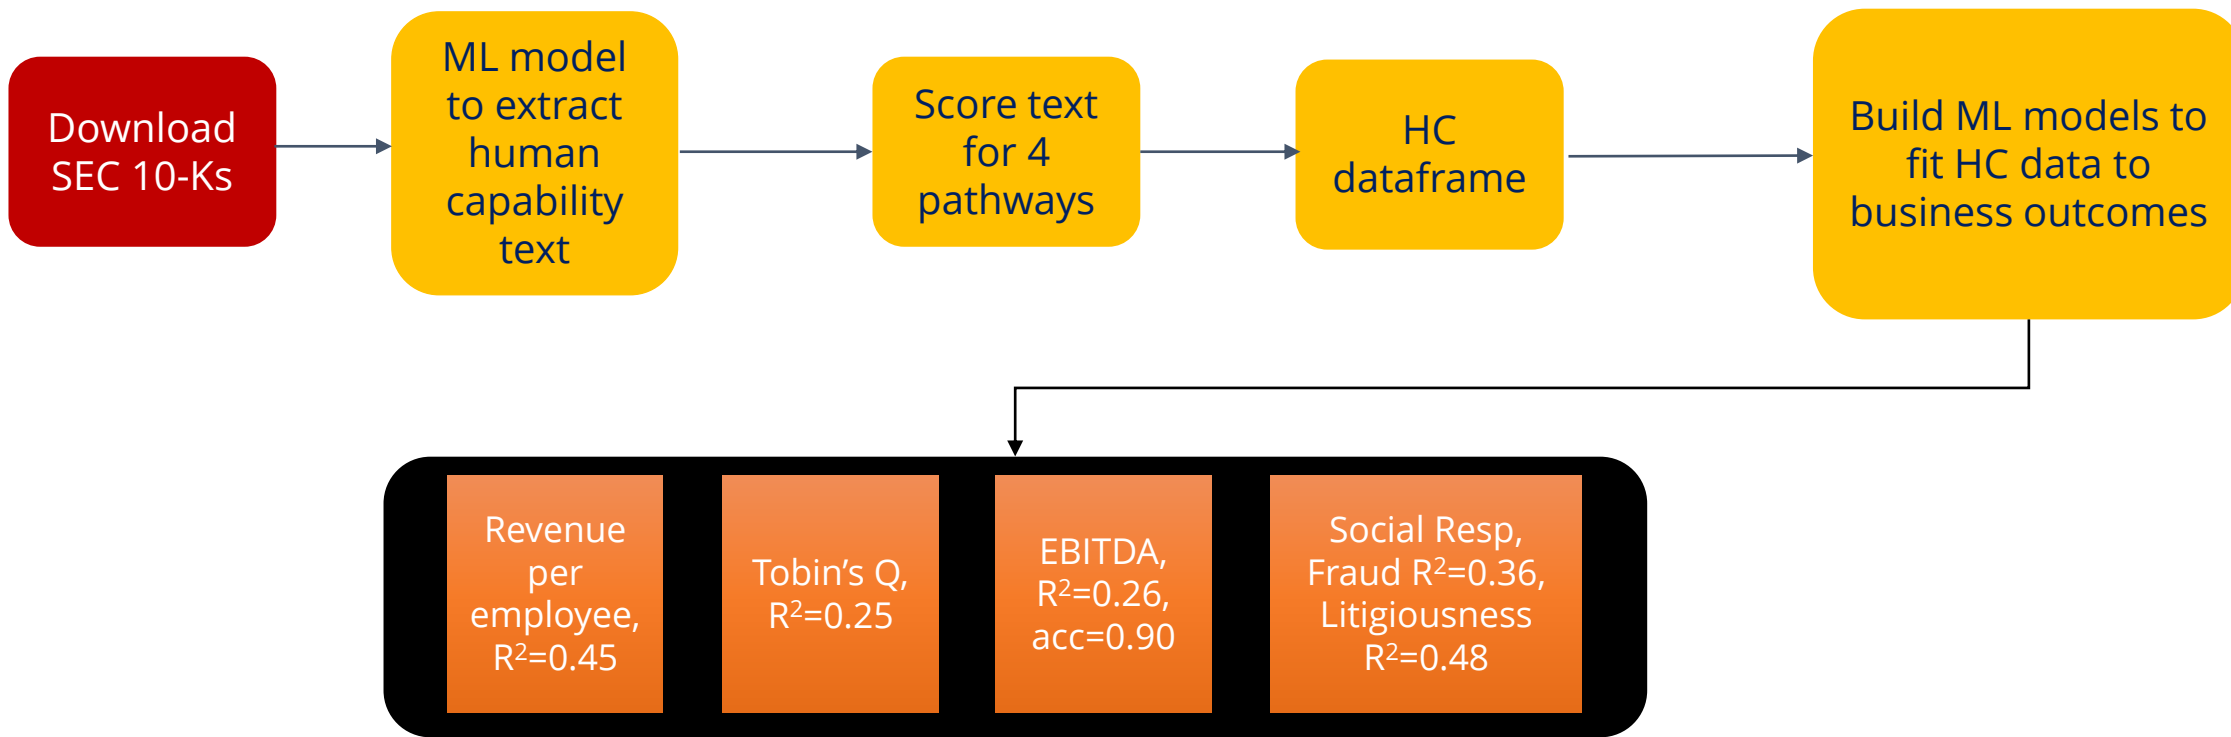 Download
SEC 10-Ks
ML model
to extract
human
capability
text
Score text
for 4
pathways
HC
dataframe
Build ML models to
fit HC data to
business outcomes
Revenue
per
employee,
R²=0.45
Tobin’s Q,
R²=0.25
EBITDA,
R²=0.26,
acc=0.90
Social Resp,
Fraud R²=0.36,
Litigiousness
R²=0.48